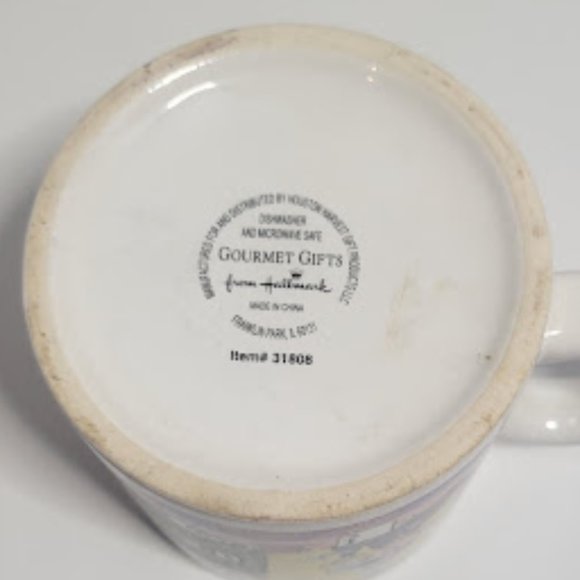 MANUFACTURED FOR AND DISTRIBUTED BY HOUSTON HARVEST GIFT PRODUCTS LLC
DISHWASHER
AND MICROWAVE SAFE
GOURMET GIFTS
from Hallmark
MADE IN CHINA
FRANKLIN PARK, IL 60131
Item# 31808